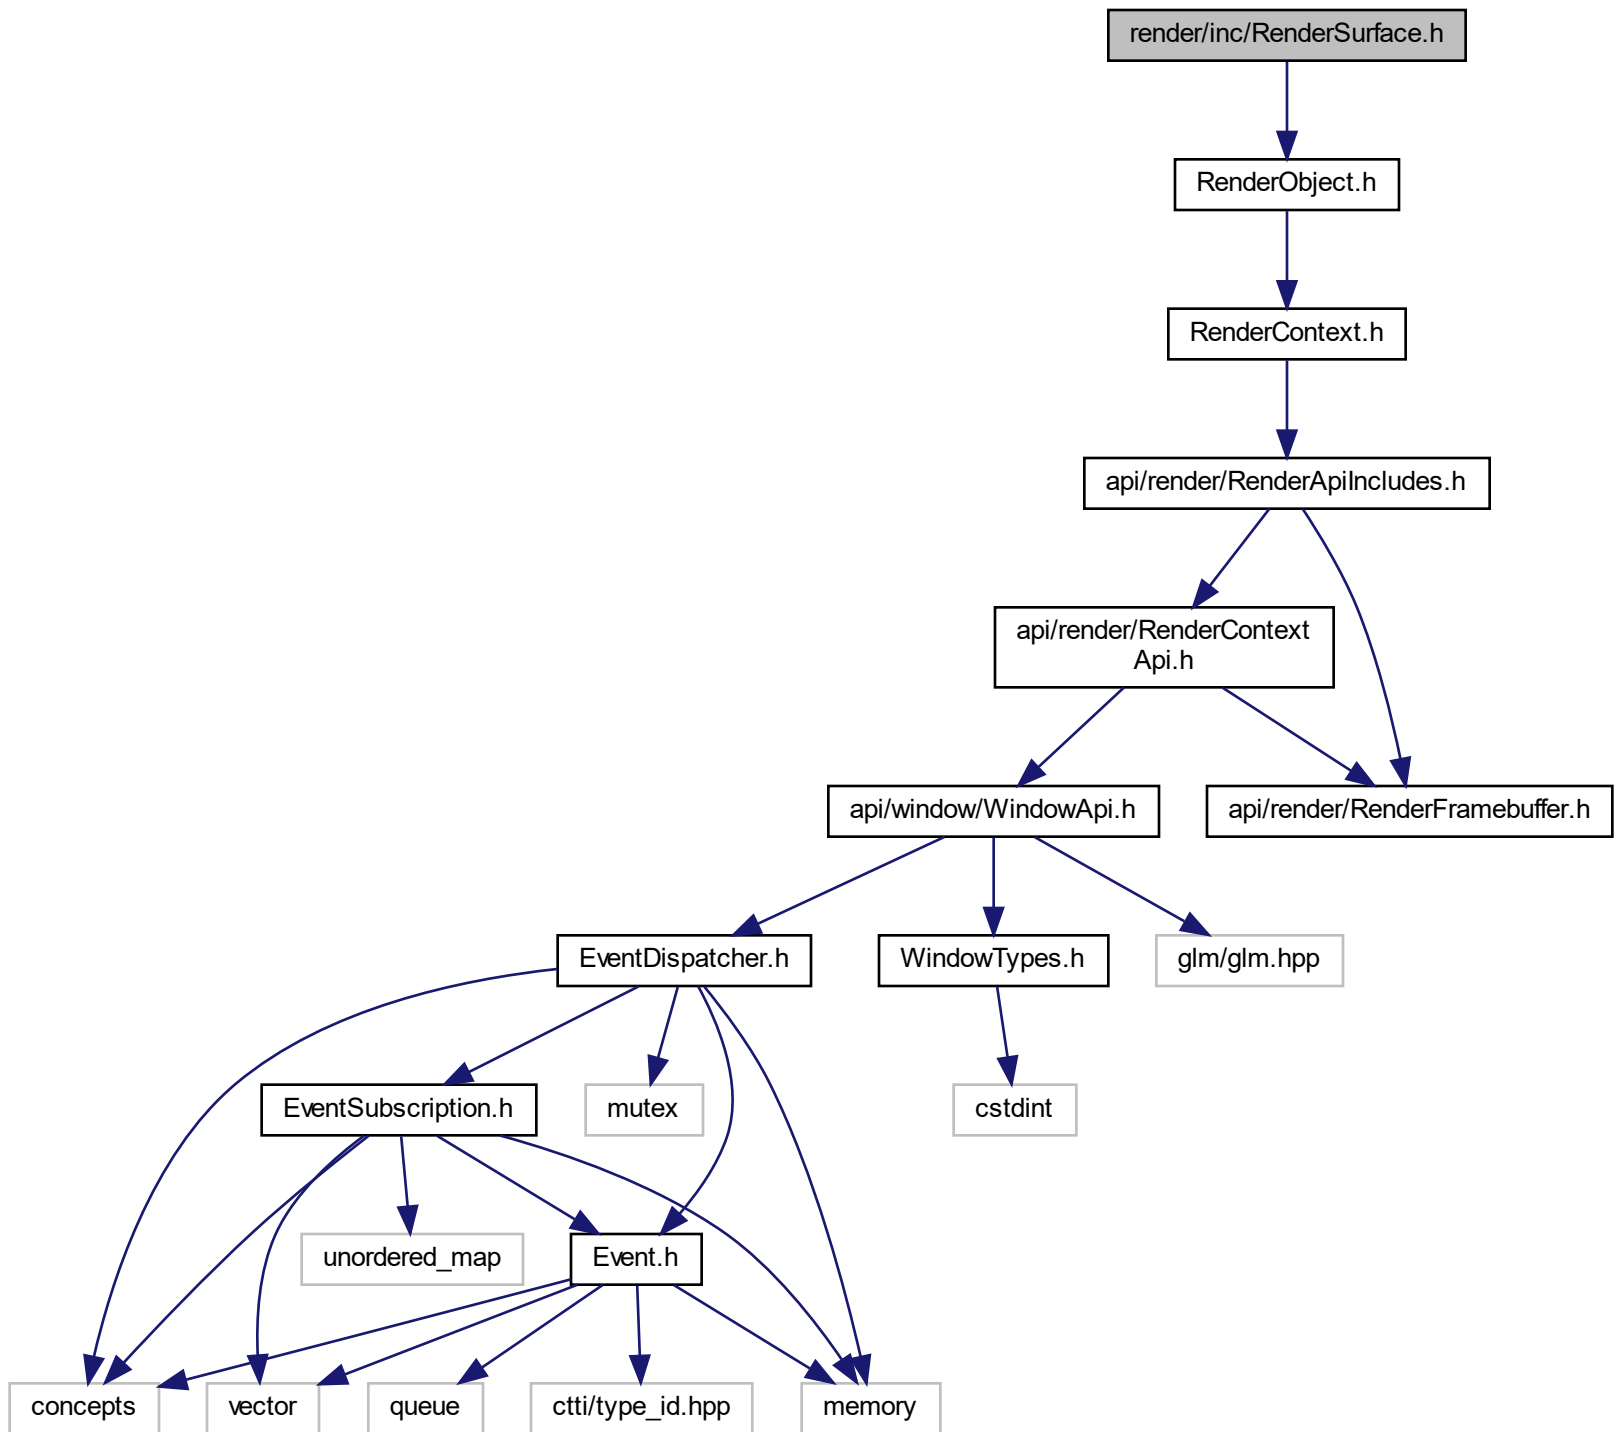 render/inc/RenderSurface.h
RenderObject.h
RenderContext.h
api/render/RenderApiIncludes.h
api/render/RenderContext
Api.h
api/window/WindowApi.h
api/render/RenderFramebuffer.h
EventDispatcher.h
WindowTypes.h
glm/glm.hpp
EventSubscription.h
mutex
cstdint
unordered_map
Event.h
concepts
vector
queue
ctti/type_id.hpp
memory